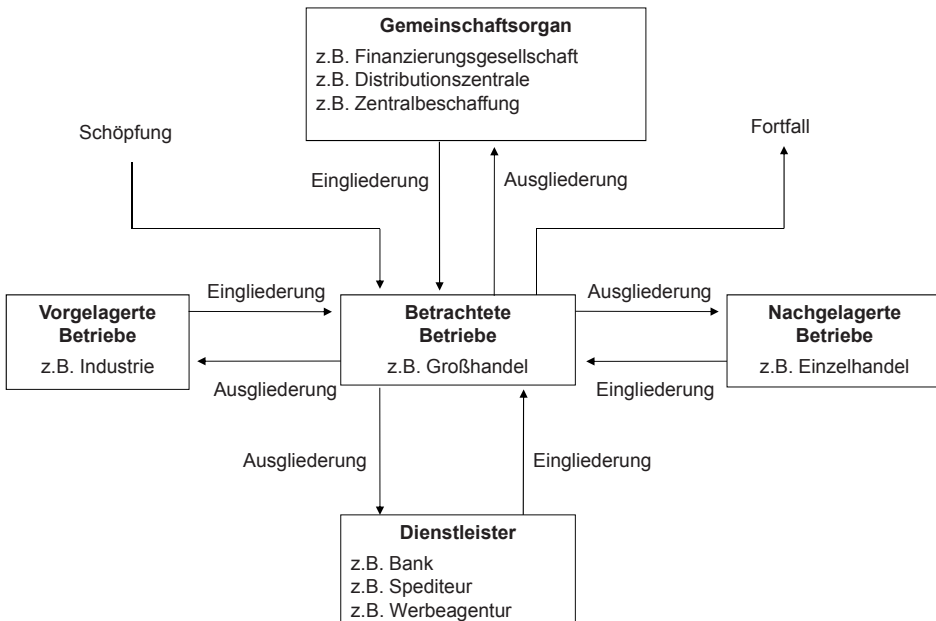 Gemeinschaftsorgan
z.B. Finanzierungsgesellschaft
z.B. Distributionszentrale
z.B. Zentralbeschaffung
Schöpfung
Fortfall
Eingliederung
Ausgliederung
Eingliederung
Ausgliederung
Vorgelagerte
Betriebe
z.B. Industrie
Betrachtete
Betriebe
z.B. Großhandel
Nachgelagerte
Betriebe
z.B. Einzelhandel
Ausgliederung
Eingliederung
Ausgliederung
Eingliederung
Dienstleister
z.B. Bank
z.B. Spediteur
z.B. Werbeagentur